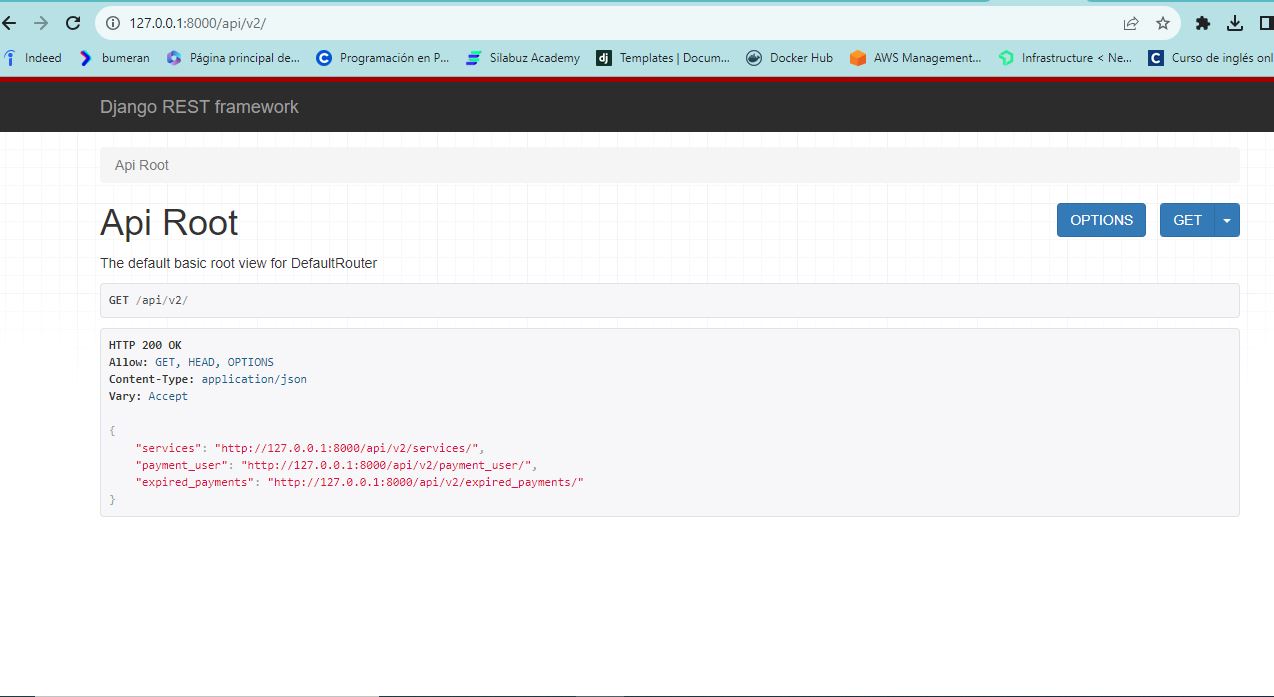 127.0.0.1:8000/api/v2/
Indeed bumeran Página principal de... Programación en P... Silabuz Academy dj Templates | Docum... Docker Hub AWS Management... Infrastructure < Ne... C Curso de inglés onl
Django REST framework
Api Root
Api Root OPTIONS GET
The default basic root view for DefaultRouter
GET /api/v2/
HTTP 200 OK
Allow: GET, HEAD, OPTIONS
Content-Type: application/json
Vary: Accept
{
"services": "http://127.0.0.1:8000/api/v2/services/",
"payment_user": "http://127.0.0.1:8000/api/v2/payment_user/",
"expired_payments": "http://127.0.0.1:8000/api/v2/expired_payments/"
}